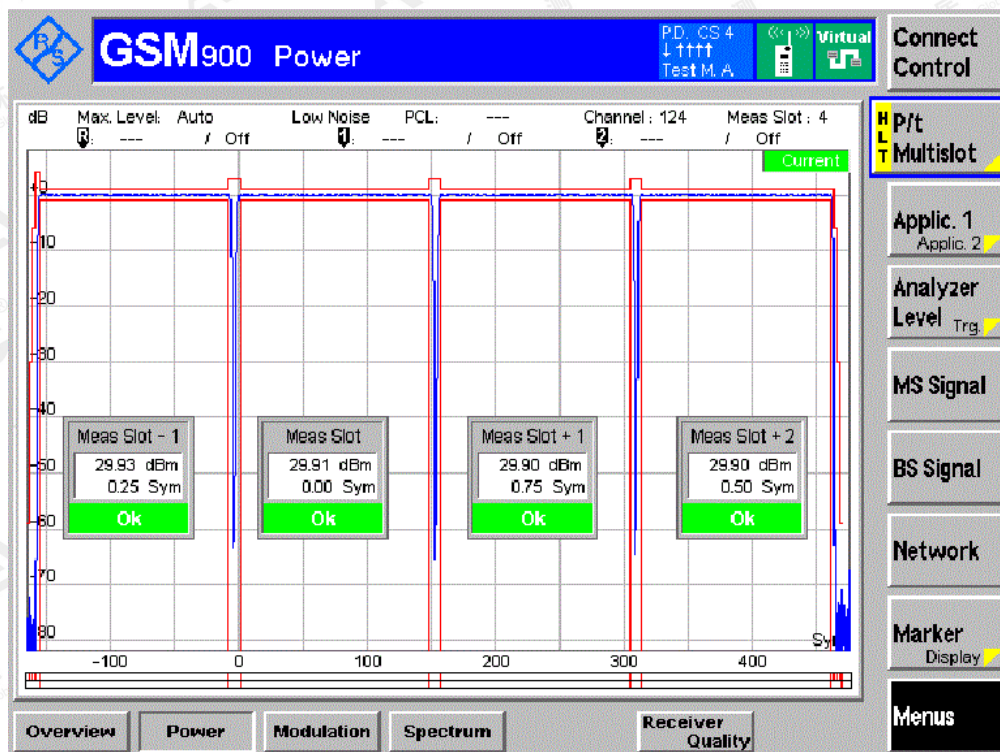 R/S
GSM900 Power
P.D. CS 4
↓↑↑↑↑
Test M. A
Virtual
Connect
Control
dB Max. Level: Auto Low Noise PCL: --- Channel : 124 Meas Slot : 4
R: --- / Off 1: --- / Off 2: --- / Off
HLT
P/t
Multislot
Current
Applic. 1
Applic. 2
Analyzer
Level Trg.
MS Signal
BS Signal
Network
Marker
Display
Menus
+0
-10
-20
-30
-40
-50
-60
-70
-80
Meas Slot - 1
29.93 dBm
0.25 Sym
Ok
Meas Slot
29.91 dBm
0.00 Sym
Ok
Meas Slot + 1
29.90 dBm
0.75 Sym
Ok
Meas Slot + 2
29.90 dBm
0.50 Sym
Ok
-100 0 100 200 300 400
Overview Power Modulation Spectrum Receiver
Quality